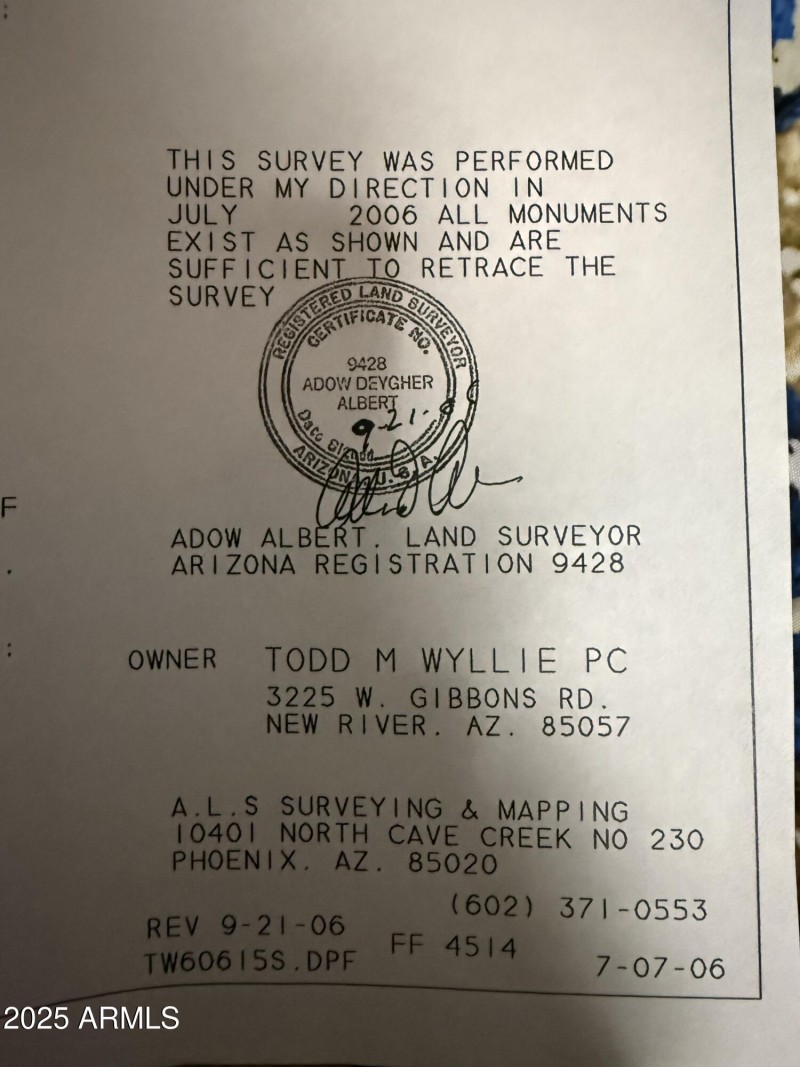 THIS SURVEY WAS PERFORMED
UNDER MY DIRECTION IN
JULY 2006 ALL MONUMENTS
EXIST AS SHOWN AND ARE
SUFFICIENT TO RETRACE THE
SURVEY
REGISTERED LAND SURVEYOR
CERTIFICATE NO.
9428
ADOW DEYGHER
ALBERT
9-21-
ARIZONA U.S.A.
F
ADOW ALBERT. LAND SURVEYOR
ARIZONA REGISTRATION 9428
OWNER TODD M WYLLIE PC
3225 W. GIBBONS RD.
NEW RIVER. AZ. 85057
A.L.S SURVEYING & MAPPING
10401 NORTH CAVE CREEK NO 230
PHOENIX. AZ. 85020
(602) 371-0553
REV 9-21-06
FF 4514
TW60615S.DPF
7-07-06
2025 ARMLS